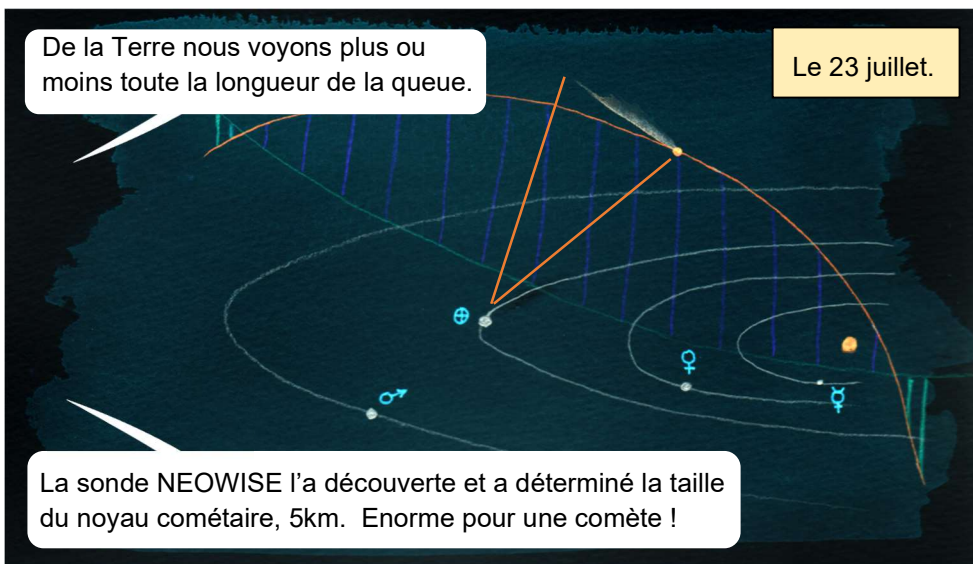 De la Terre nous voyons plus ou
moins toute la longueur de la queue.
Le 23 juillet.
La sonde NEOWISE l’a découverte et a déterminé la taille
du noyau cométaire, 5km.  Enorme pour une comète !